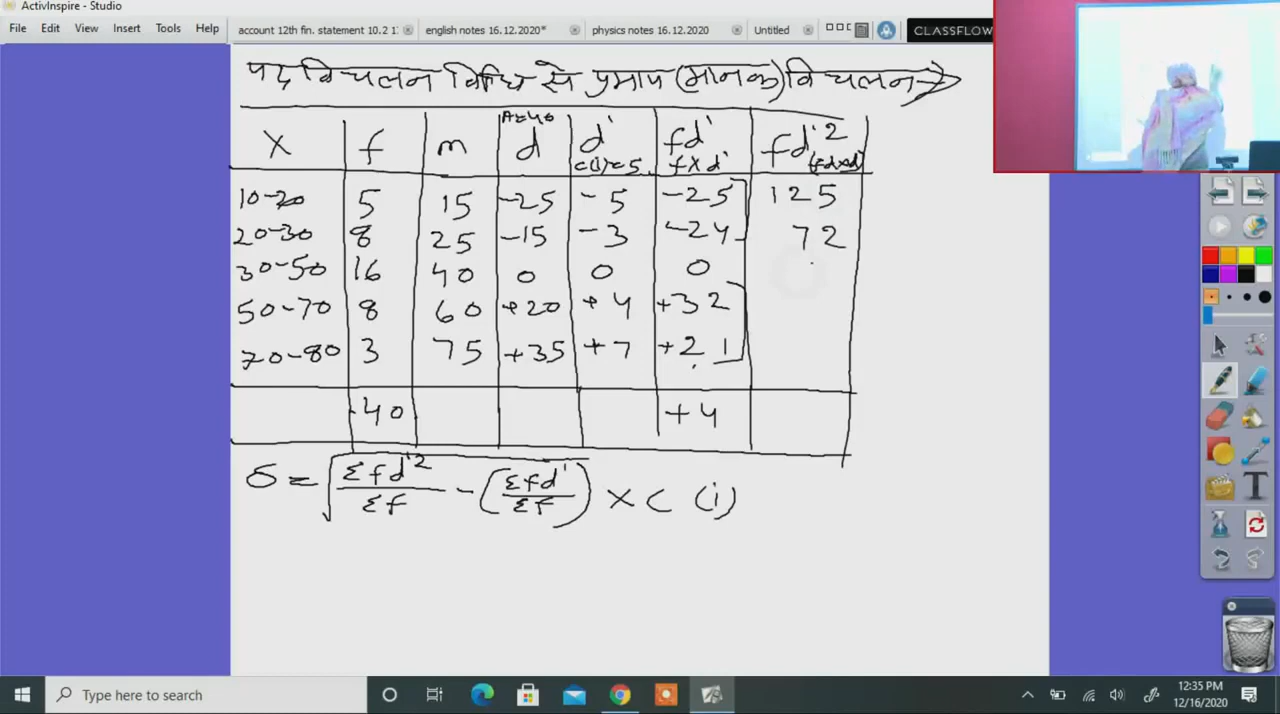 ActivInspire - Studio
File Edit View Insert Tools Help
account 12th fin. statement 10.2 1 english notes 16.12.2020* physics notes 16.12.2020 Untitled CLASSFLOW
पद विचलन विधि से प्रमाप (मानक) विचलन →
X f m A=40 d d' c(i)=5 fd' f×d' fd'2 (fd×d)
10-20 5 15 -25 -5 -25 125
20-30 8 25 -15 -3 -24 72
30-50 16 40 0 0 0
50-70 8 60 +20 +4 +32
70-80 3 75 +35 +7 +21
40 +4
σ = √ Σfd'2 / Σf - (Σfd' / Σf) × C (i)
Type here to search
12:35 PM
12/16/2020